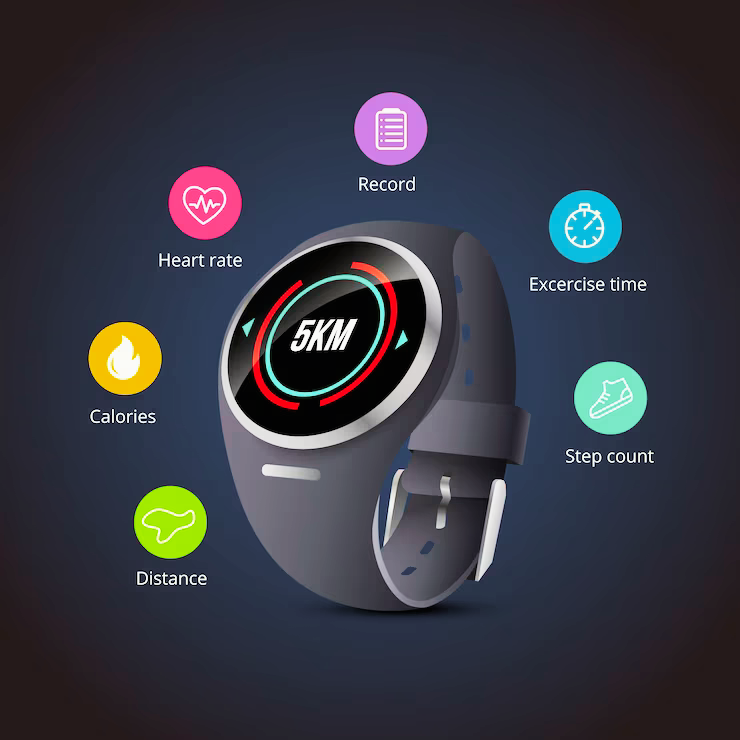 Record
Heart rate
Excercise time
5KM
Calories
Step count
Distance